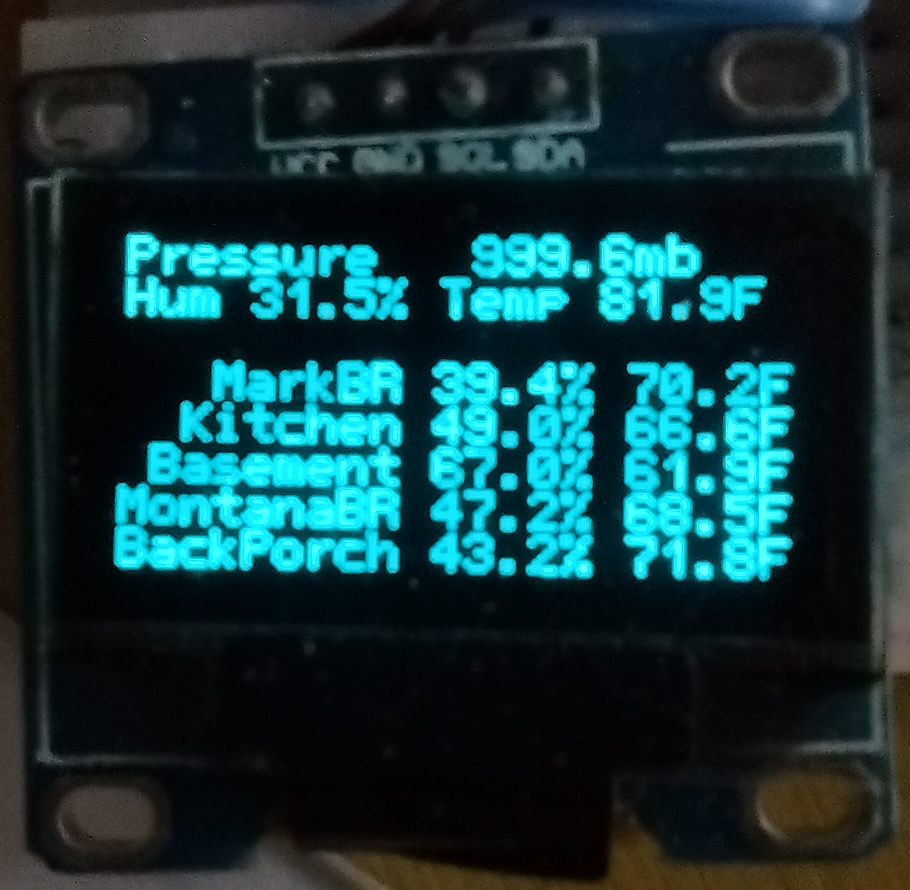 VCC GND SCL SDA
Pressure 999.6mb
Hum 31.5% Temp 81.9F
MarkBR 39.4% 70.2F
Kitchen 49.0% 66.6F
Basement 67.0% 61.9F
MontanaBR 47.2% 68.5F
BackPorch 43.2% 71.8F